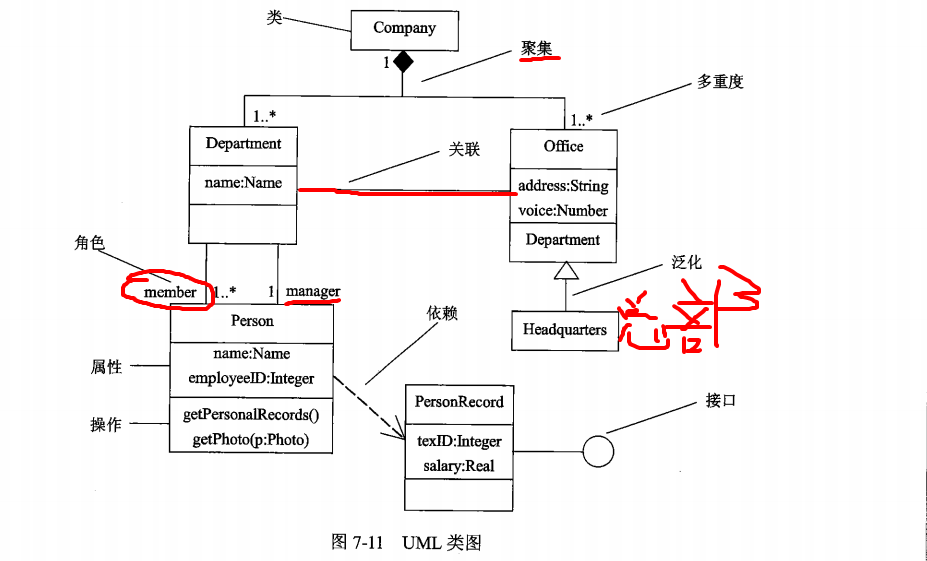 类
Company
1
聚集
多重度
1..*
1..*
Department
name:Name
关联
Office
address:String
voice:Number
Department
角色
member
1..*
1
manager
泛化
总部
Headquarters
Person
依赖
属性
name:Name
employeeID:Integer
操作
getPersonalRecords()
getPhoto(p:Photo)
PersonRecord
texID:Integer
salary:Real
接口
图 7-11 UML 类图